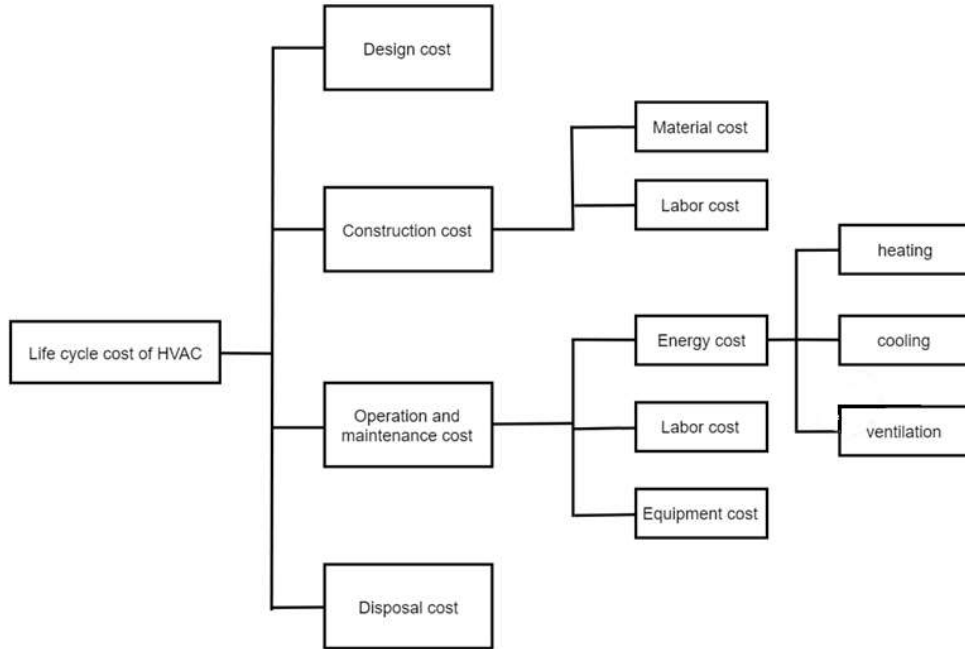 Design cost
Material cost
Labor cost
Construction cost
heating
Life cycle cost of HVAC
Energy cost
cooling
Operation and
maintenance cost
Labor cost
ventilation
Equipment cost
Disposal cost